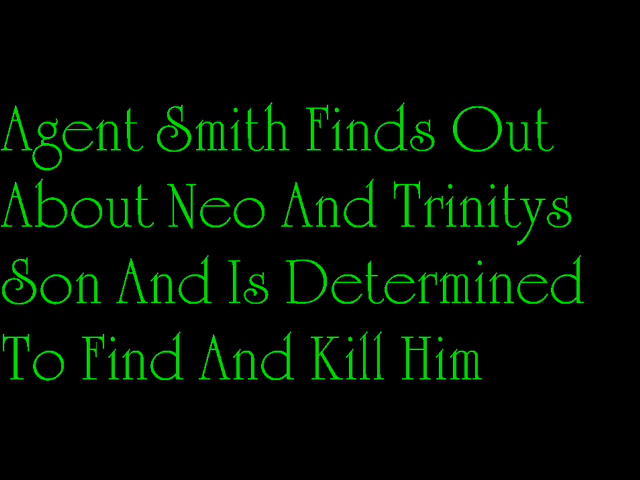 Agent Smith Finds Out
About Neo And Trinitys
Son And Is Determined
To Find And Kill Him